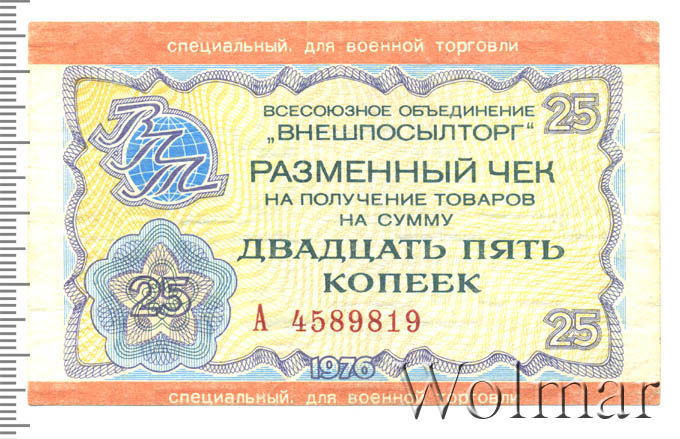 специальный. для военной торговли
ВПТ
ВСЕСОЮЗНОЕ ОБЪЕДИНЕНИЕ
25
„ВНЕШПОСЫЛТОРГ"
РАЗМЕННЫЙ ЧЕК
НА ПОЛУЧЕНИЕ ТОВАРОВ
НА СУММУ
ДВАДЦАТЬ ПЯТЬ
КОПЕЕК
25
А 4589819
25
1976
Wolmar
специальный. для военной торговли